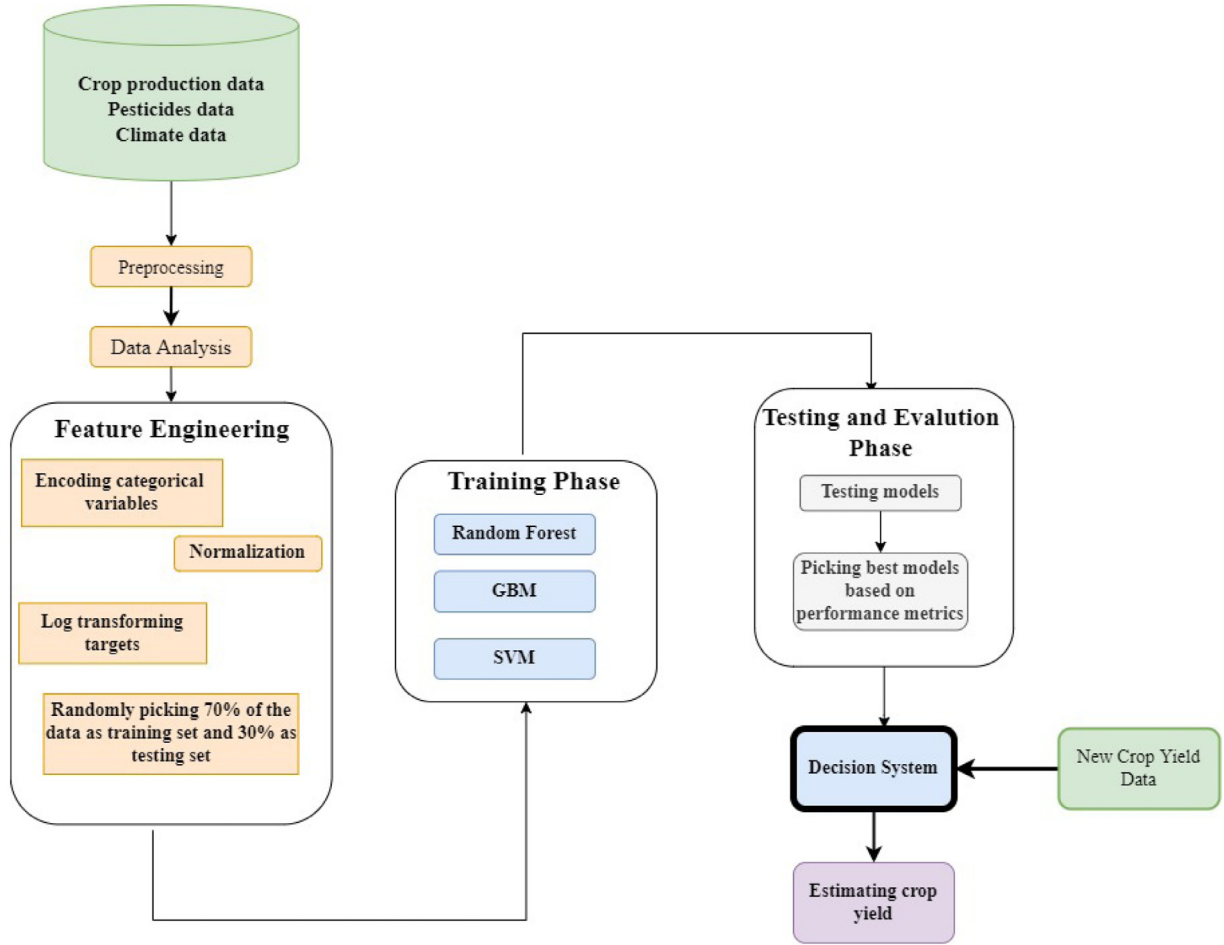 Crop production data
Pesticides data
Climate data
Preprocessing
Data Analysis
Feature Engineering
Encoding categorical
variables
Normalization
Log transforming
targets
Randomly picking 70% of the
data as training set and 30% as
testing set
Training Phase
Random Forest
GBM
SVM
Testing and Evalution
Phase
Testing models
Picking best models
based on
performance metrics
Decision System
New Crop Yield
Data
Estimating crop
yield